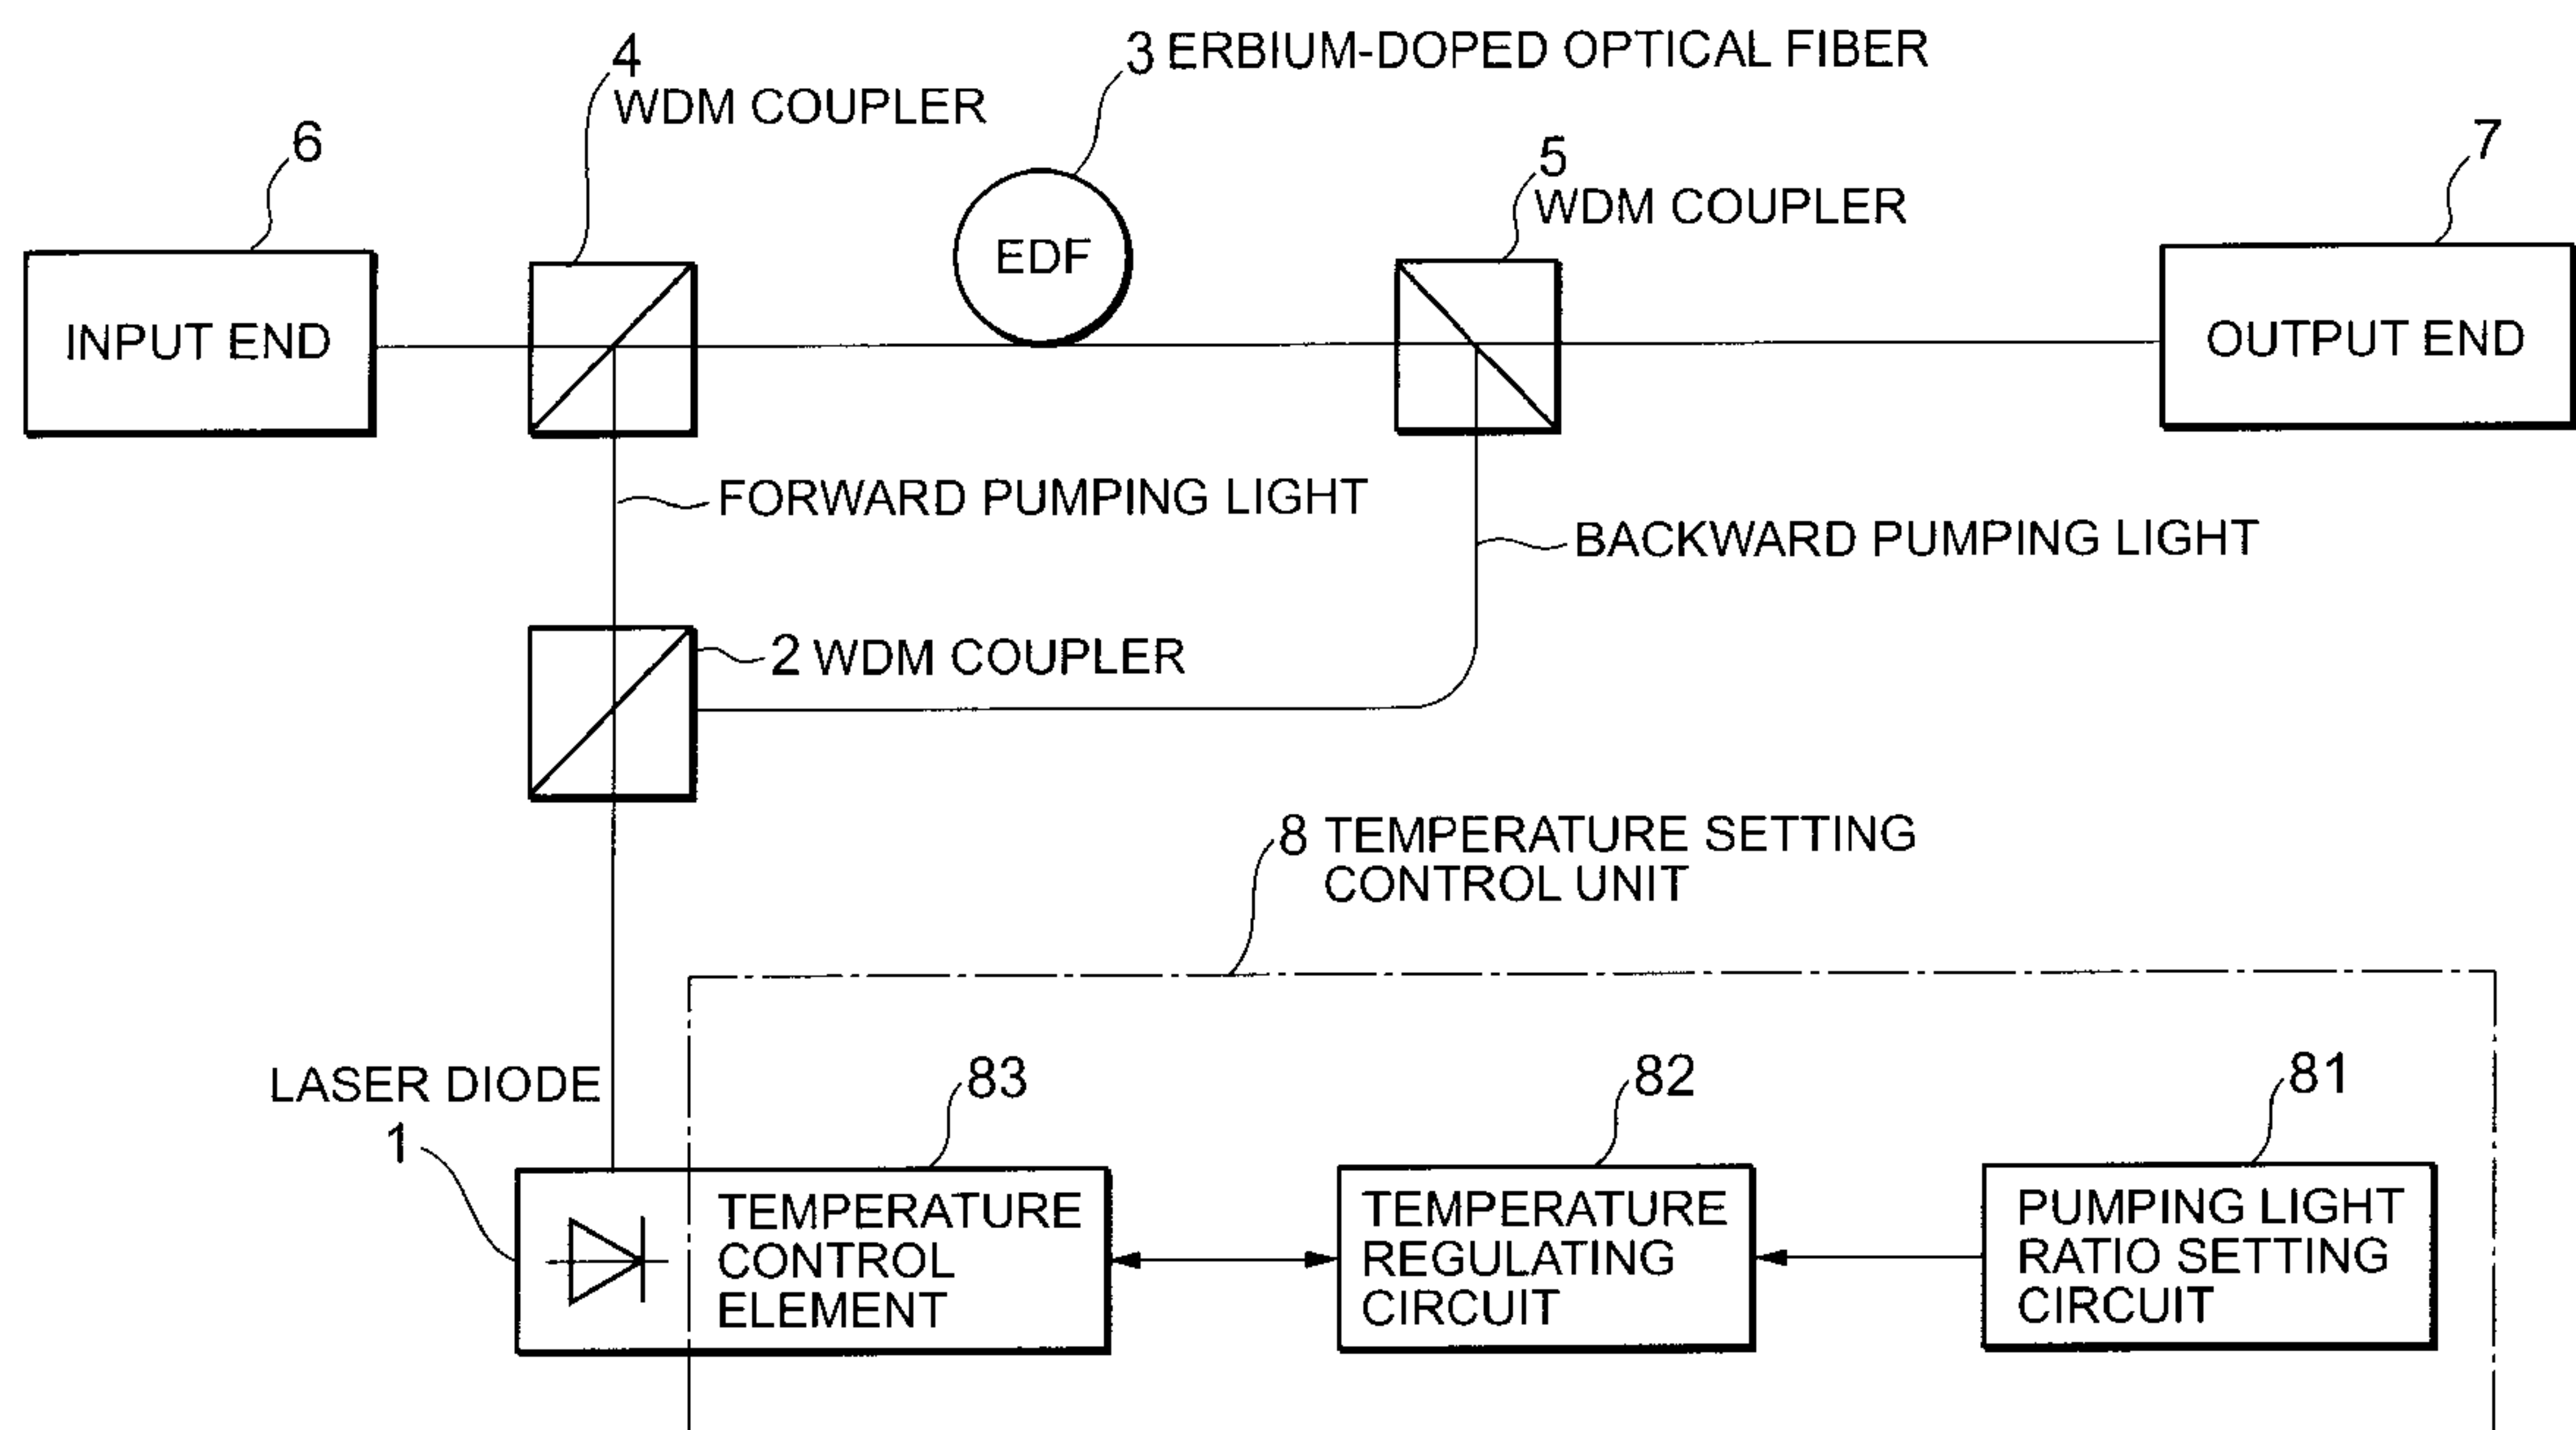 3 ERBIUM-DOPED OPTICAL FIBER
4
WDM COUPLER
6
5
WDM COUPLER
7
INPUT END
EDF
OUTPUT END
FORWARD PUMPING LIGHT
BACKWARD PUMPING LIGHT
2 WDM COUPLER
8 TEMPERATURE SETTING
CONTROL UNIT
LASER DIODE
1
83
82
81
TEMPERATURE
CONTROL
ELEMENT
TEMPERATURE
REGULATING
CIRCUIT
PUMPING LIGHT
RATIO SETTING
CIRCUIT